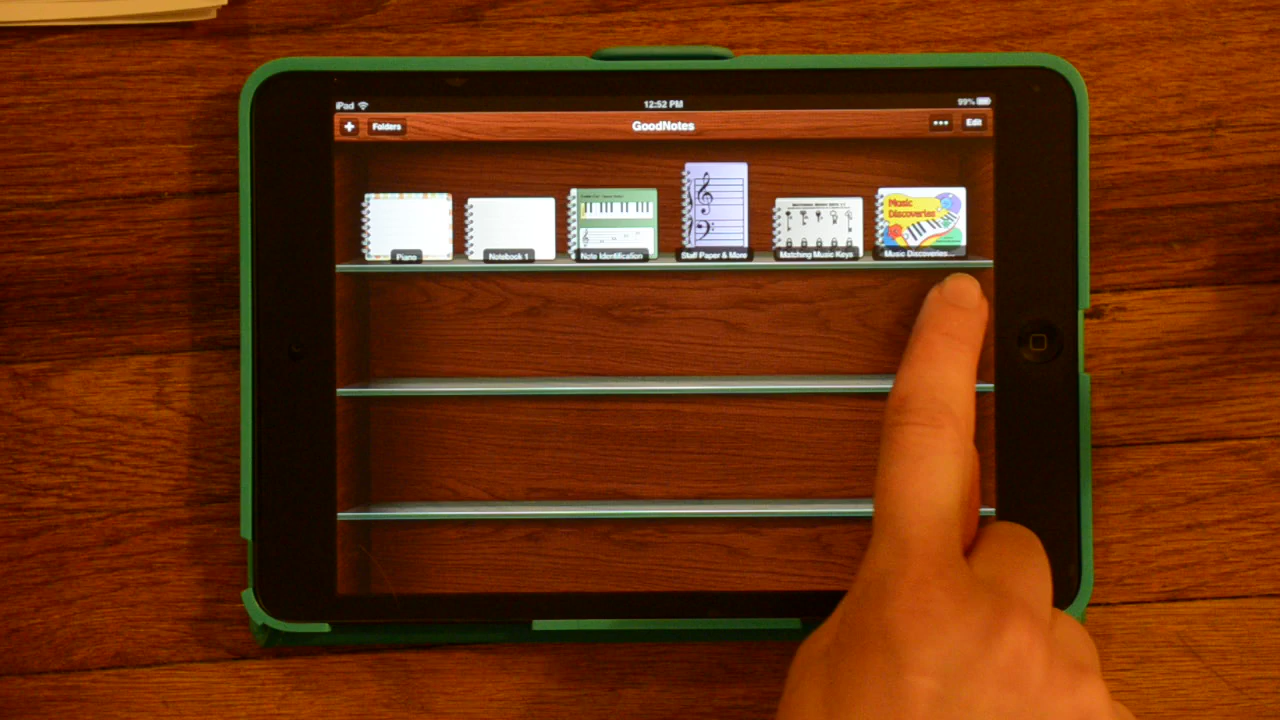 iPad 12:52 PM 99%
+ Folders GoodNotes ••• Edit
Music
Discoveries
Piano
Notebook 1
Note Identification
Staff Paper & More
Matching Music Keys
Music Discoveries...